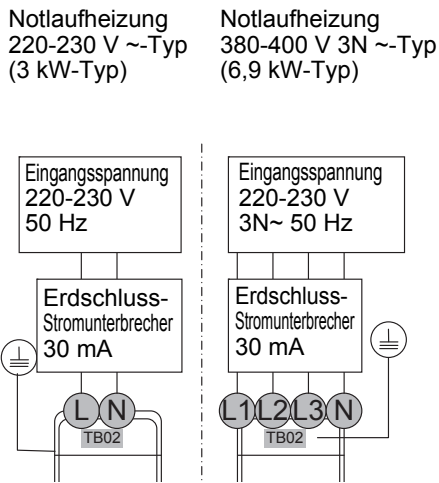 Notlaufheizung
220-230 V ~-Typ
(3 kW-Typ)
Notlaufheizung
380-400 V 3N ~-Typ
(6,9 kW-Typ)
Eingangsspannung
220-230 V
50 Hz
Eingangsspannung
220-230 V
3N~ 50 Hz
Erdschluss-
Stromunterbrecher
30 mA
Erdschluss-
Stromunterbrecher
30 mA
L N
TB02
L1 L2 L3 N
TB02